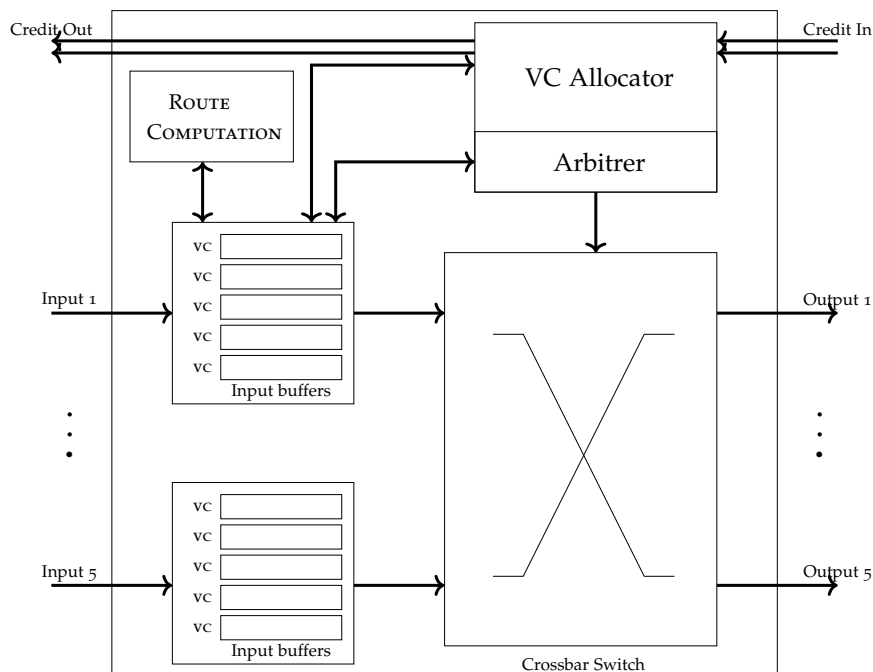 Credit Out
Credit In
VC Allocator
ROUTE
COMPUTATION
Arbitrer
VC
VC
VC
VC
VC
Input buffers
Input 1
Output 1
VC
VC
VC
VC
VC
Input buffers
Input 5
Output 5
Crossbar Switch